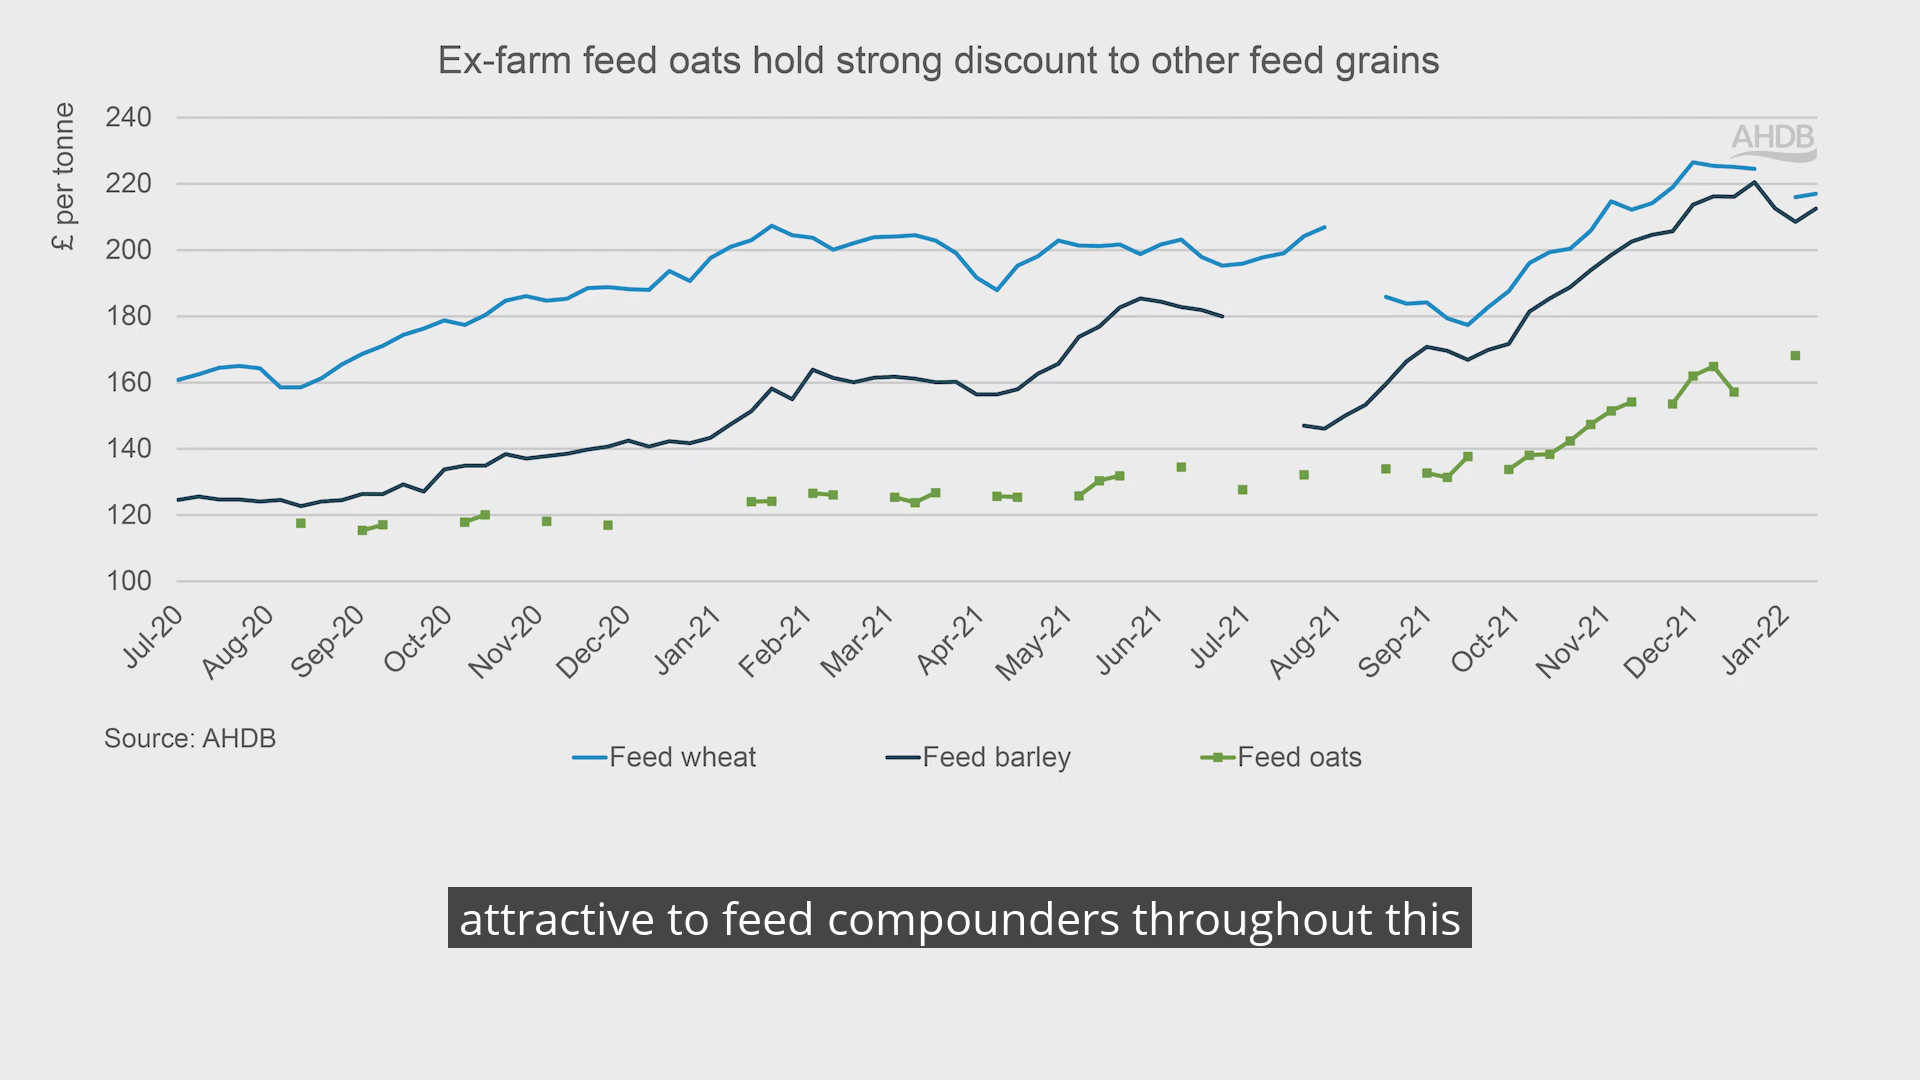 Ex-farm feed oats hold strong discount to other feed grains
£ per tonne
240
220
200
180
160
140
120
100
AHDB
Jul-20
Aug-20
Sep-20
Oct-20
Nov-20
Dec-20
Jan-21
Feb-21
Mar-21
Apr-21
May-21
Jun-21
Jul-21
Aug-21
Sep-21
Oct-21
Nov-21
Dec-21
Jan-22
Source: AHDB
Feed wheat
Feed barley
Feed oats
attractive to feed compounders throughout this